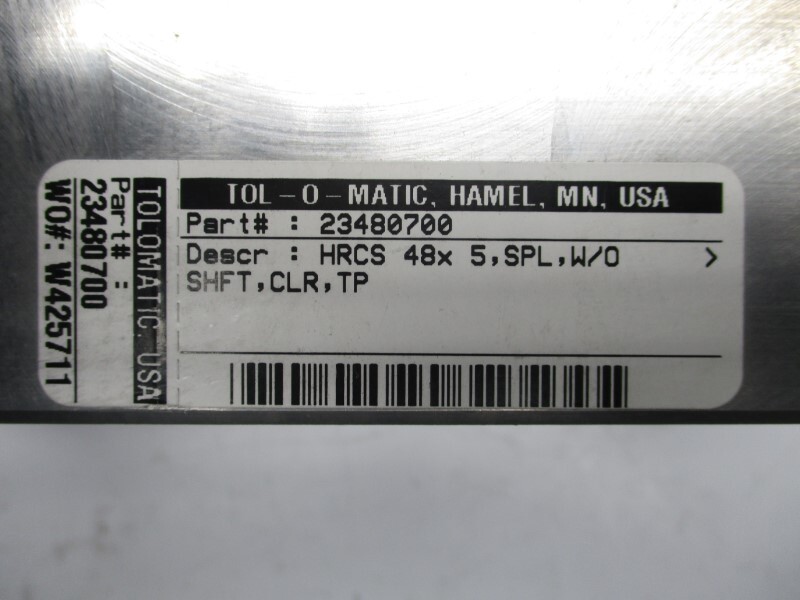 TOL-O-MATIC, HAMEL, MN, USA
Part# : 23480700
Descr : HRCS 48x 5,SPL,W/O >
SHFT,CLR,TP
TOLOMATIC, USA
Part# :
23480700
WO#: W425711